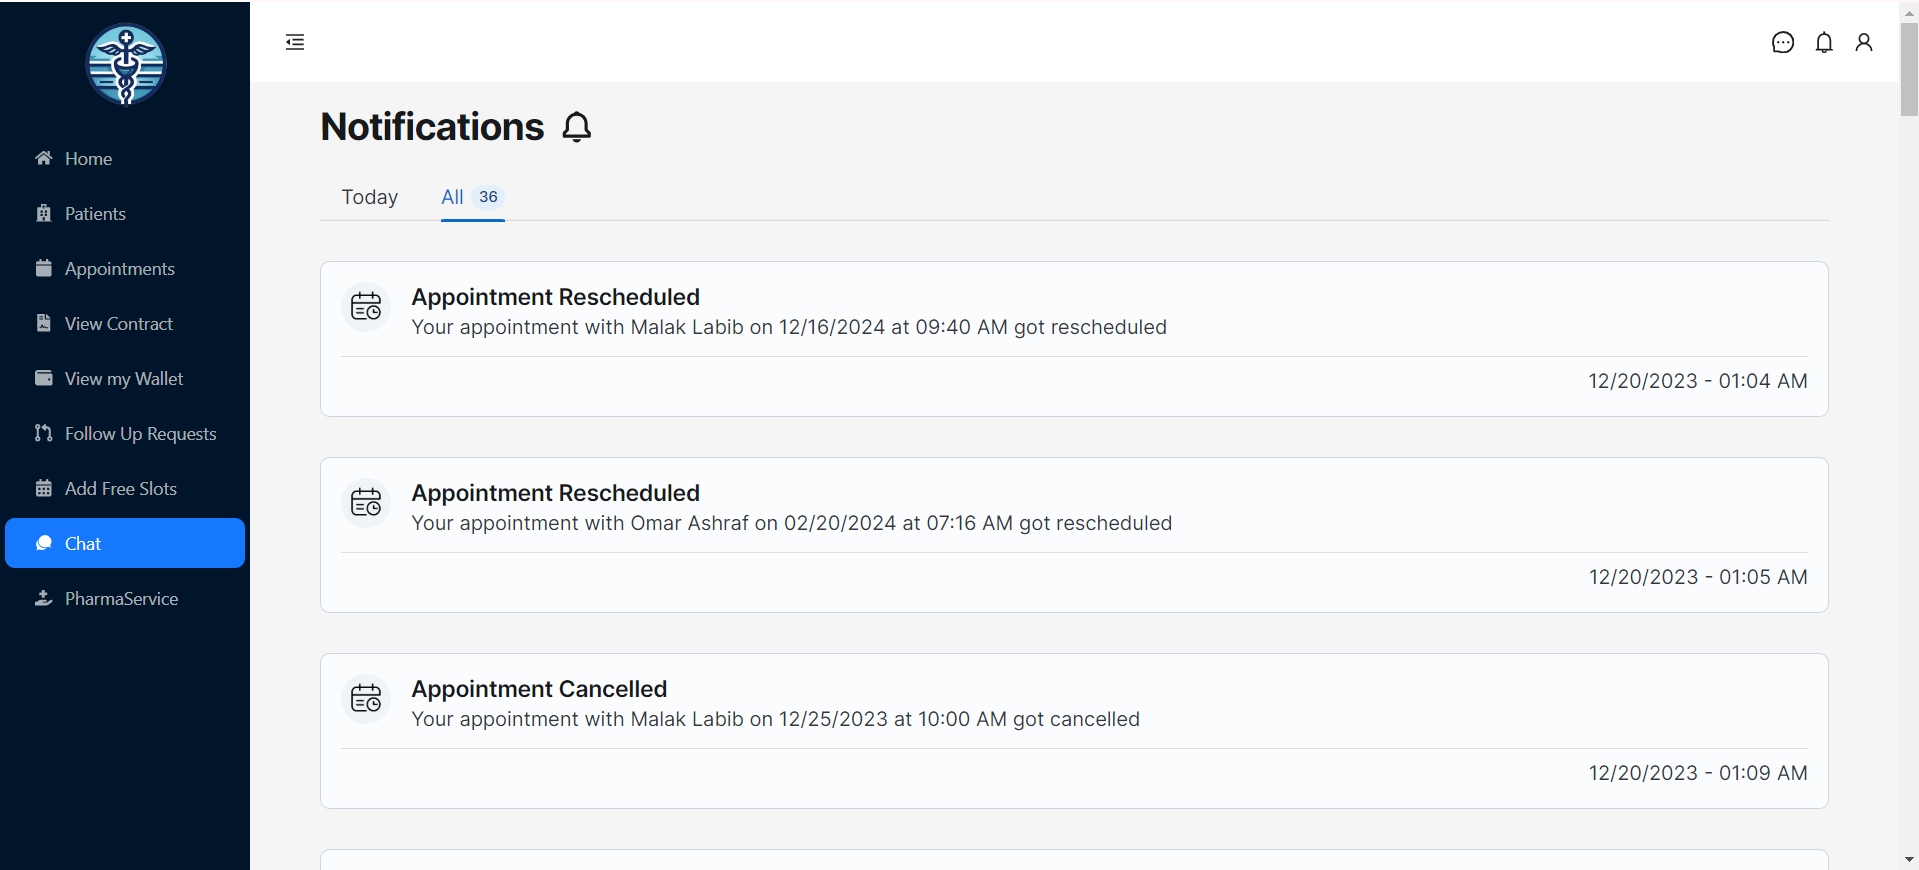 Home
Patients
Appointments
View Contract
View my Wallet
Follow Up Requests
Add Free Slots
Chat
PharmaService
Notifications
Today All 36
Appointment Rescheduled
Your appointment with Malak Labib on 12/16/2024 at 09:40 AM got rescheduled
12/20/2023 - 01:04 AM
Appointment Rescheduled
Your appointment with Omar Ashraf on 02/20/2024 at 07:16 AM got rescheduled
12/20/2023 - 01:05 AM
Appointment Cancelled
Your appointment with Malak Labib on 12/25/2023 at 10:00 AM got cancelled
12/20/2023 - 01:09 AM